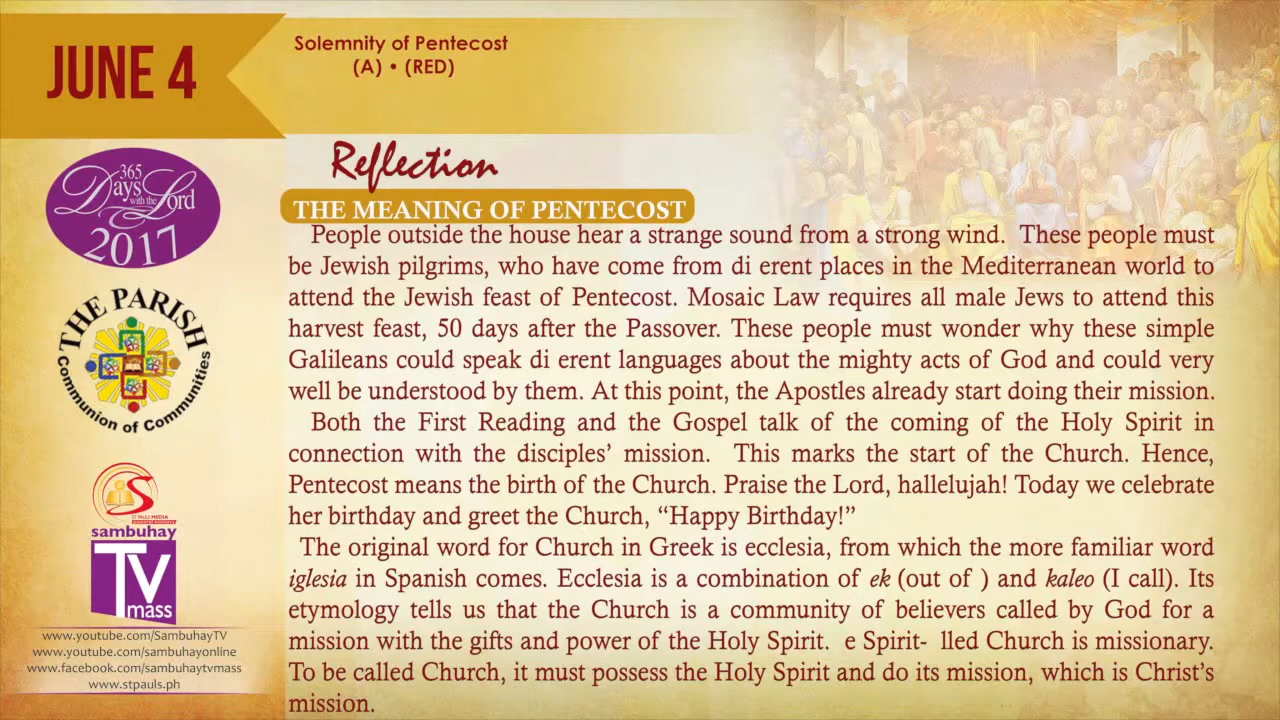 JUNE 4
Solemnity of Pentecost
(A) • (RED)
365
Days
with the
Lord
2017
THE PARISH
Communion of Communities
S
ST PAULS MEDIA
sambuhay
TV
mass
www.youtube.com/SambuhayTV
www.youtube.com/sambuhayonline
www.facebook.com/sambuhaytvmass
www.stpauls.ph
Reflection
THE MEANING OF PENTECOST
People outside the house hear a strange sound from a strong wind. These people must
be Jewish pilgrims, who have come from di erent places in the Mediterranean world to
attend the Jewish feast of Pentecost. Mosaic Law requires all male Jews to attend this
harvest feast, 50 days after the Passover. These people must wonder why these simple
Galileans could speak di erent languages about the mighty acts of God and could very
well be understood by them. At this point, the Apostles already start doing their mission.
Both the First Reading and the Gospel talk of the coming of the Holy Spirit in
connection with the disciples’ mission. This marks the start of the Church. Hence,
Pentecost means the birth of the Church. Praise the Lord, hallelujah! Today we celebrate
her birthday and greet the Church, “Happy Birthday!”
The original word for Church in Greek is ecclesia, from which the more familiar word
iglesia in Spanish comes. Ecclesia is a combination of ek (out of ) and kaleo (I call). Its
etymology tells us that the Church is a community of believers called by God for a
mission with the gifts and power of the Holy Spirit. e Spirit- lled Church is missionary.
To be called Church, it must possess the Holy Spirit and do its mission, which is Christ’s
mission.